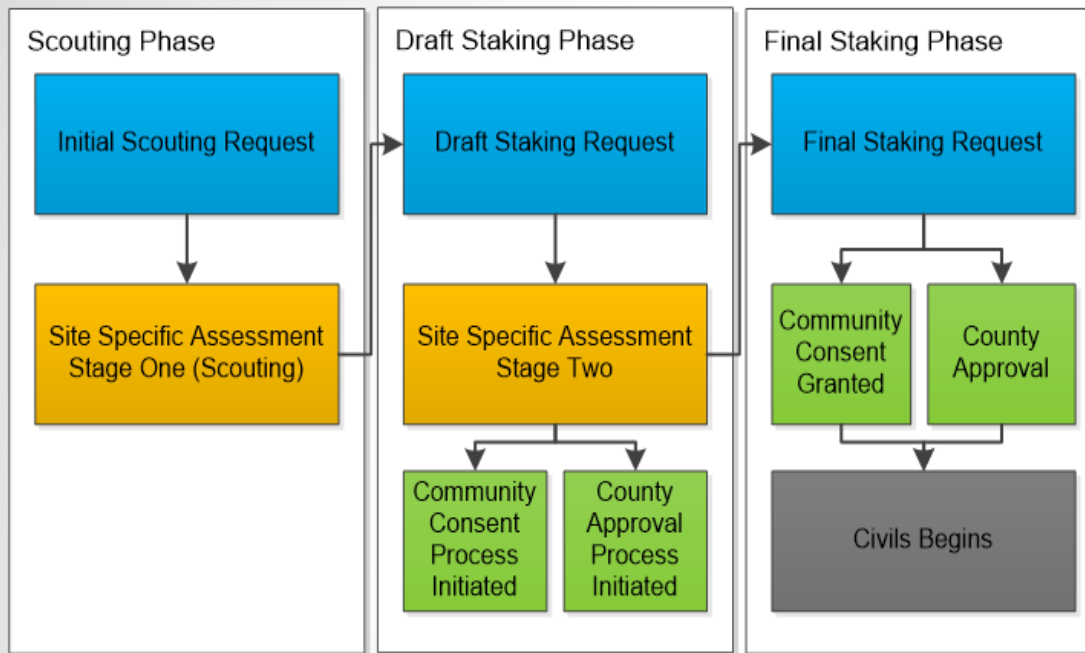 Scouting Phase
Initial Scouting Request
Site Specific Assessment
Stage One (Scouting)
Draft Staking Phase
Draft Staking Request
Site Specific Assessment
Stage Two
Community
Consent
Process
Initiated
County
Approval
Process
Initiated
Final Staking Phase
Final Staking Request
Community
Consent
Granted
County
Approval
Civils Begins